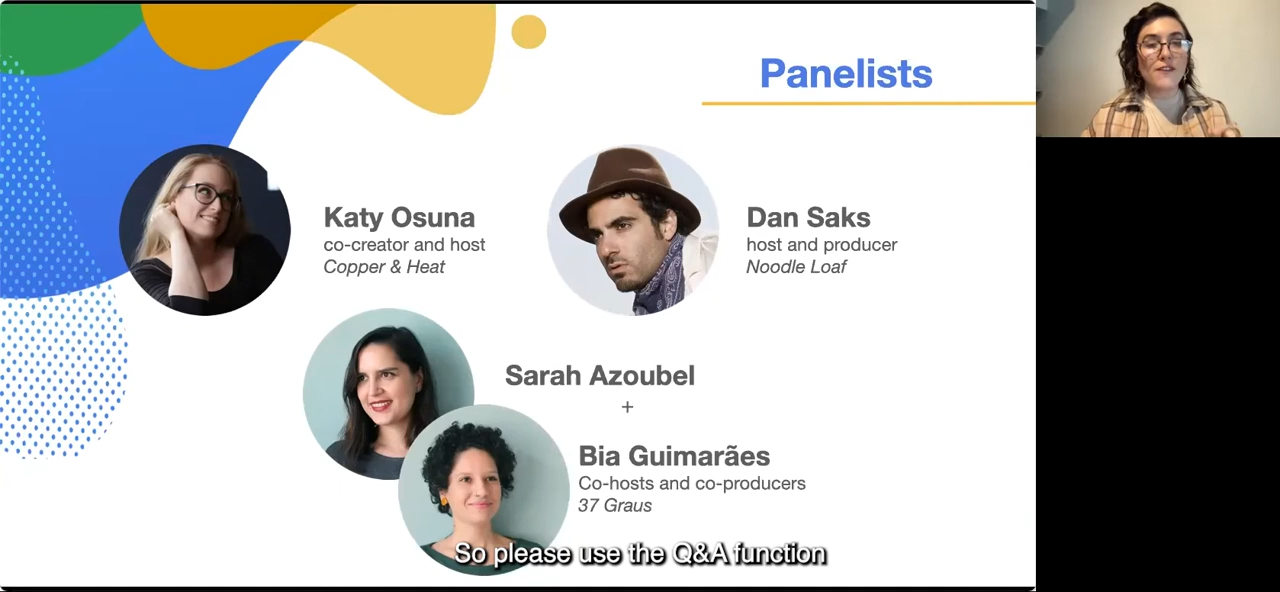 Panelists
Katy Osuna
co-creator and host
Copper & Heat
Dan Saks
host and producer
Noodle Loaf
Sarah Azoubel
+
Bia Guimarães
Co-hosts and co-producers
37 Graus
So please use the Q&A function